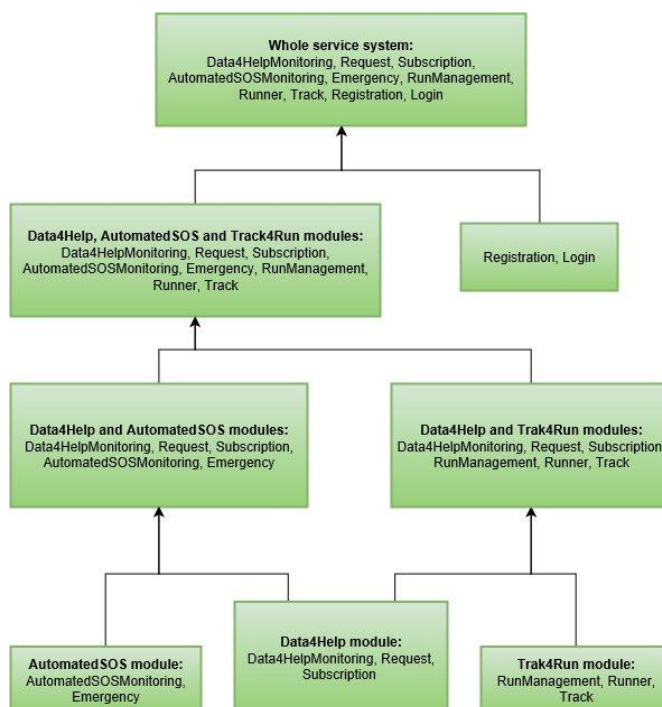 Whole service system:
Data4HelpMonitoring, Request, Subscription,
AutomatedSOSMonitoring, Emergency, RunManagement,
Runner, Track, Registration, Login
Data4Help, AutomatedSOS and Track4Run modules:
Data4HelpMonitoring, Request, Subscription,
AutomatedSOSMonitoring, Emergency, RunManagement,
Runner, Track
Registration, Login
Data4Help and AutomatedSOS modules:
Data4HelpMonitoring, Request, Subscription,
AutomatedSOSMonitoring, Emergency
Data4Help and Trak4Run modules:
Data4HelpMonitoring, Request, Subscription
RunManagement, Runner, Track
AutomatedSOS module:
AutomatedSOSMonitoring,
Emergency
Data4Help module:
Data4HelpMonitoring, Request,
Subscription
Trak4Run module:
RunManagement, Runner,
Track